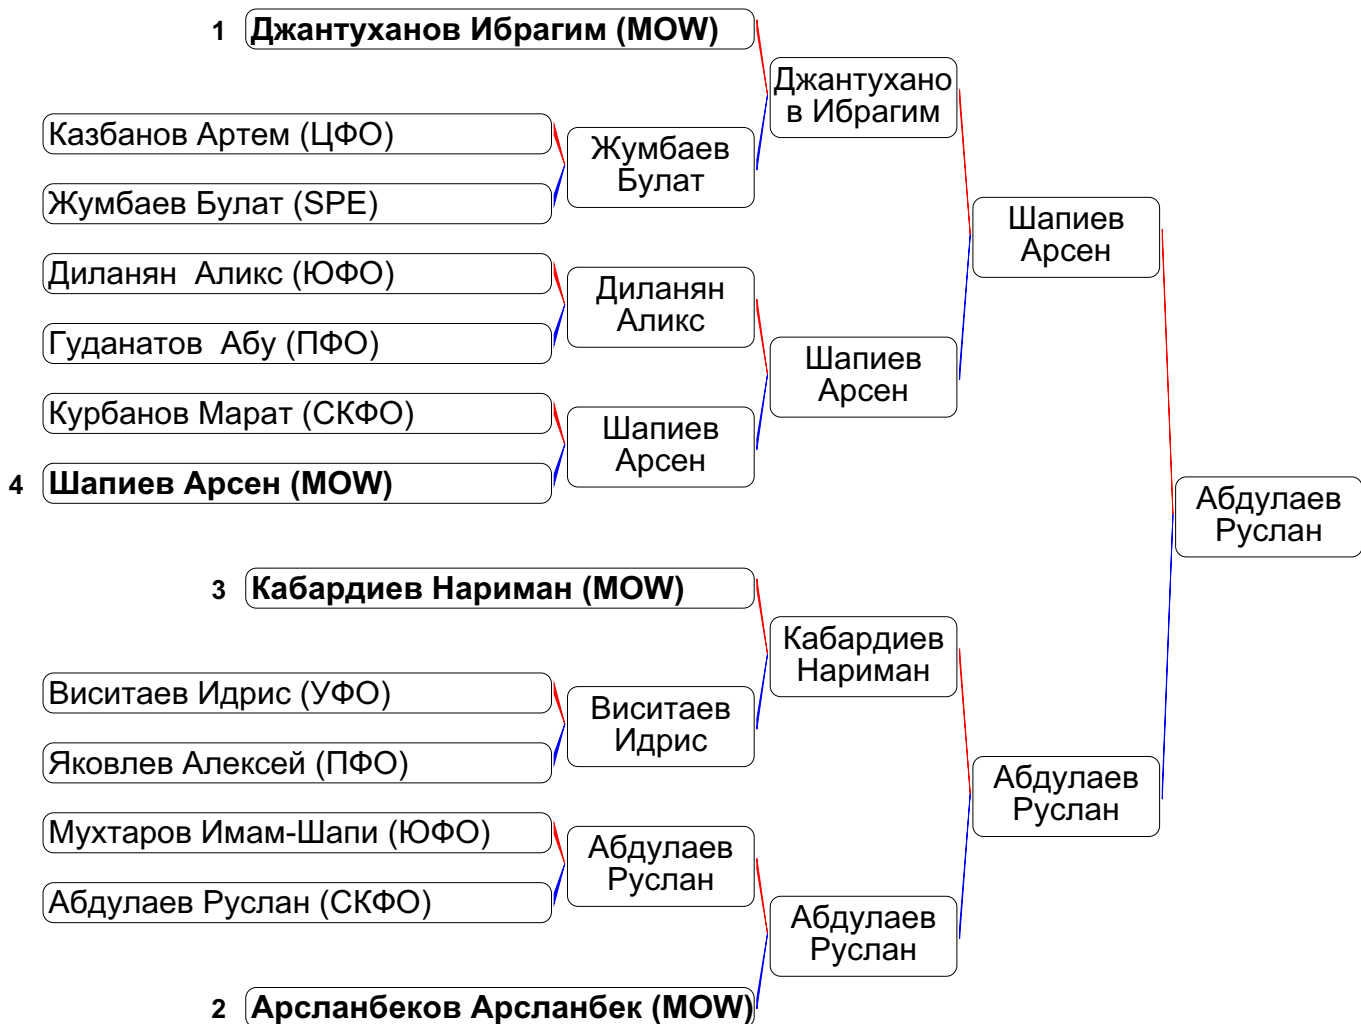 1 Джантуханов Ибрагим (MOW)
Джантухано
в Ибрагим
Казбанов Артем (ЦФО)
Жумбаев
Булат
Жумбаев Булат (SPE)
Шапиев
Арсен
Диланян  Аликс (ЮФО)
Диланян
Аликс
Гуданатов  Абу (ПФО)
Шапиев
Арсен
Курбанов Марат (СКФО)
Шапиев
Арсен
4 Шапиев Арсен (MOW)
Абдулаев
Руслан
3 Кабардиев Нариман (MOW)
Кабардиев
Нариман
Виситаев Идрис (УФО)
Виситаев
Идрис
Яковлев Алексей (ПФО)
Абдулаев
Руслан
Мухтаров Имам-Шапи (ЮФО)
Абдулаев
Руслан
Абдулаев Руслан (СКФО)
Абдулаев
Руслан
2 Арсланбеков Арсланбек (MOW)